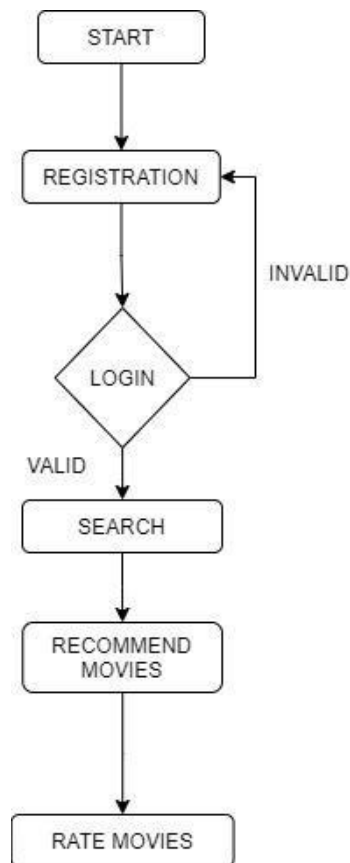 START
REGISTRATION
INVALID
LOGIN
VALID
SEARCH
RECOMMEND
MOVIES
RATE MOVIES